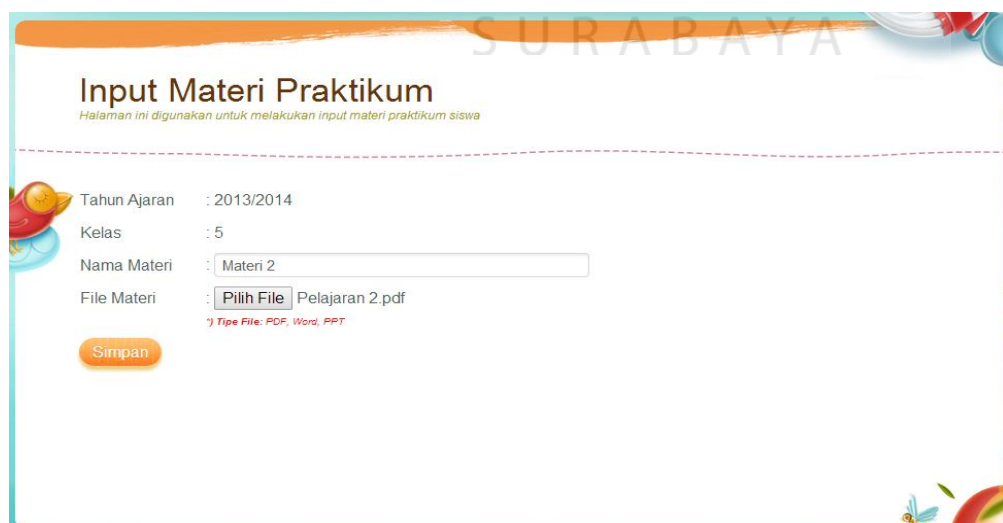 SURABAYA
Input Materi Praktikum
Halaman ini digunakan untuk melakukan input materi praktikum siswa
Tahun Ajaran : 2013/2014
Kelas : 5
Nama Materi : Materi 2
File Materi : Pilih File Pelajaran 2.pdf
*) Tipe File: PDF, Word, PPT
Simpan